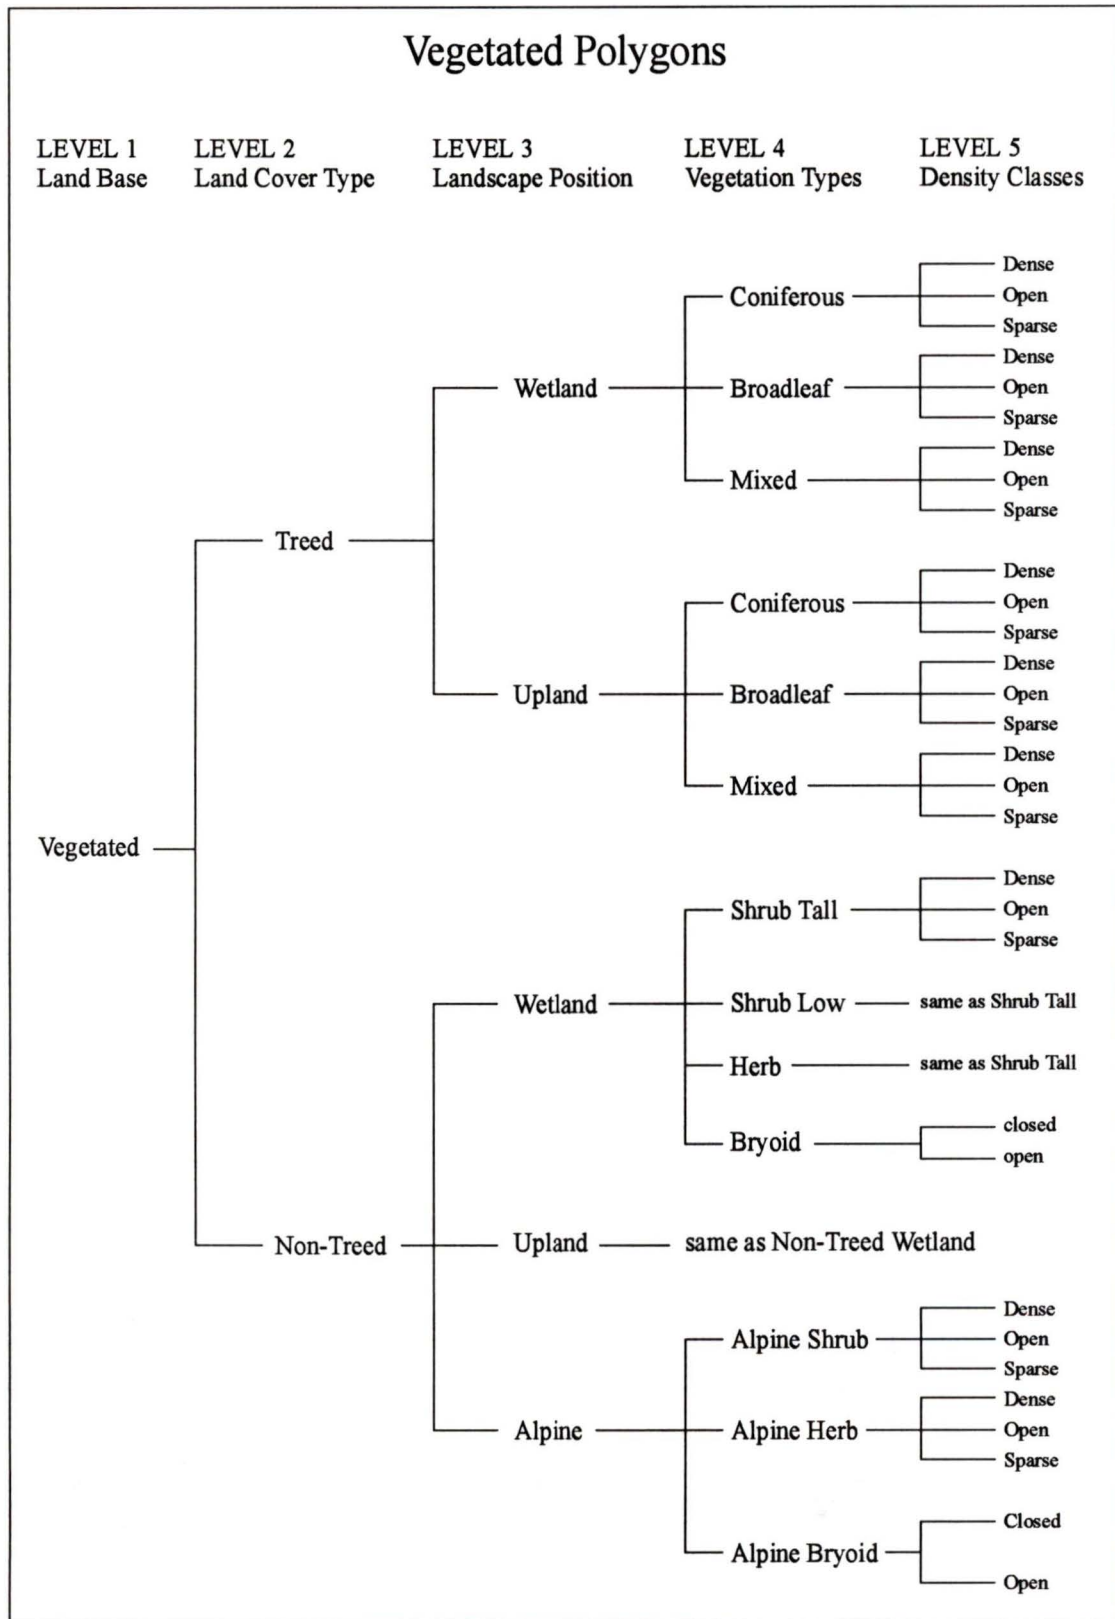 Vegetated Polygons
LEVEL 1 LEVEL 2 LEVEL 3 LEVEL 4 LEVEL 5
Land Base Land Cover Type Landscape Position Vegetation Types Density Classes
Dense
Coniferous Open
Sparse
Dense
Wetland Broadleaf Open
Sparse
Dense
Mixed Open
Sparse
Treed
Dense
Coniferous Open
Sparse
Dense
Upland Broadleaf Open
Sparse
Dense
Mixed Open
Sparse
Vegetated
Dense
Shrub Tall Open
Sparse
Wetland Shrub Low same as Shrub Tall
Herb same as Shrub Tall
closed
Bryoid
open
Non-Treed Upland same as Non-Treed Wetland
Dense
Alpine Shrub Open
Sparse
Dense
Alpine Alpine Herb Open
Sparse
Closed
Alpine Bryoid
Open